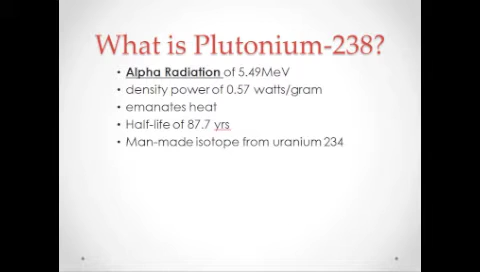 What is Plutonium-238?
• Alpha Radiation of 5.49MeV
• density power of 0.57 watts/gram
• emanates heat
• Half-life of 87.7 yrs
• Man-made isotope from uranium 234